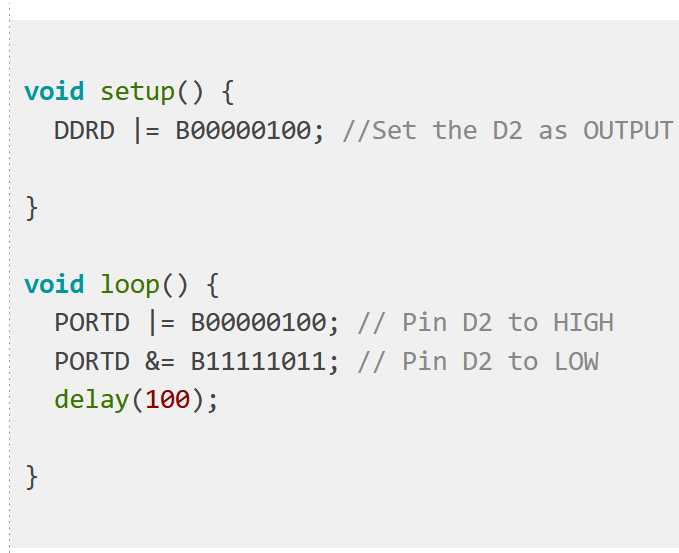 void setup() {
  DDRD |= B00000100; //Set the D2 as OUTPUT
}
void loop() {
  PORTD |= B00000100; // Pin D2 to HIGH
  PORTD &= B11111011; // Pin D2 to LOW
  delay(100);
}